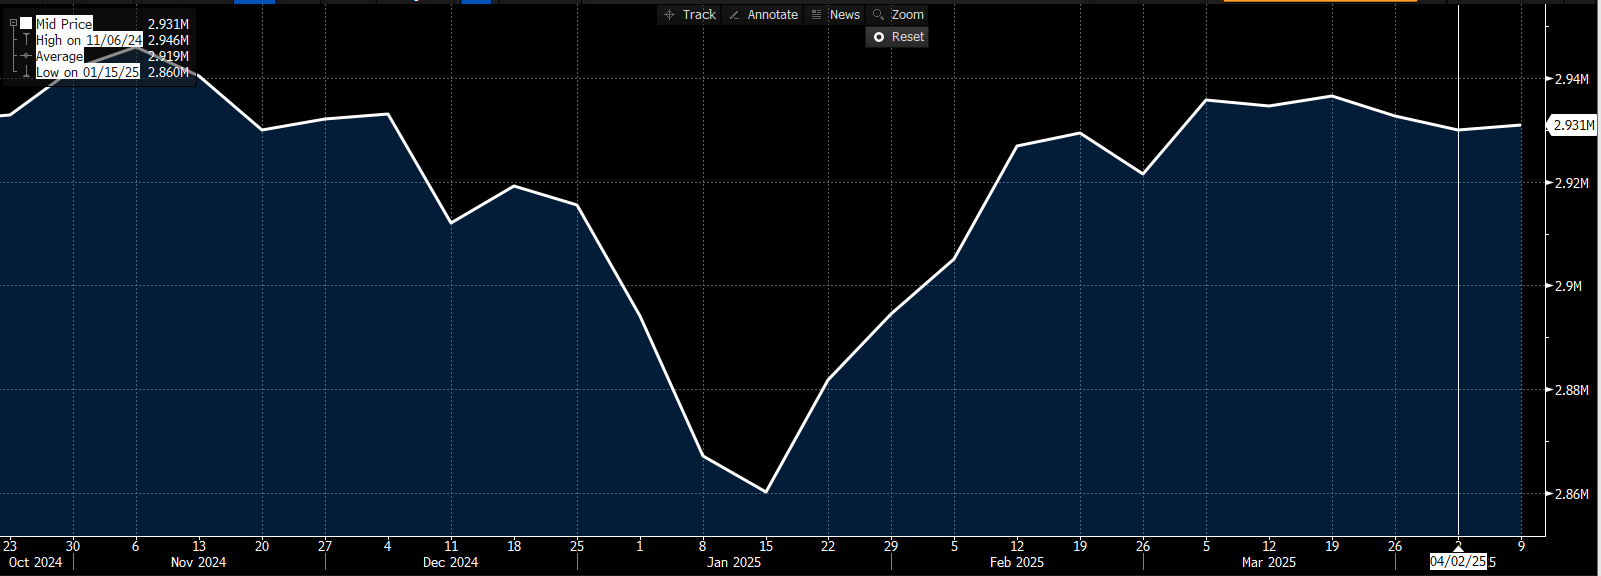 Mid Price 2.931M
High on 11/06/24 2.946M
Average 2.919M
Low on 01/15/25 2.860M
Track Annotate News Zoom
Reset
2.94M
2.931M
2.92M
2.9M
2.88M
2.86M
23 30 6 13 20 27 4 11 18 25 1 8 15 22 29 5 12 19 26 5 12 19 26 2 9
Oct 2024 Nov 2024 Dec 2024 Jan 2025 Feb 2025 Mar 2025 04/02/25 5